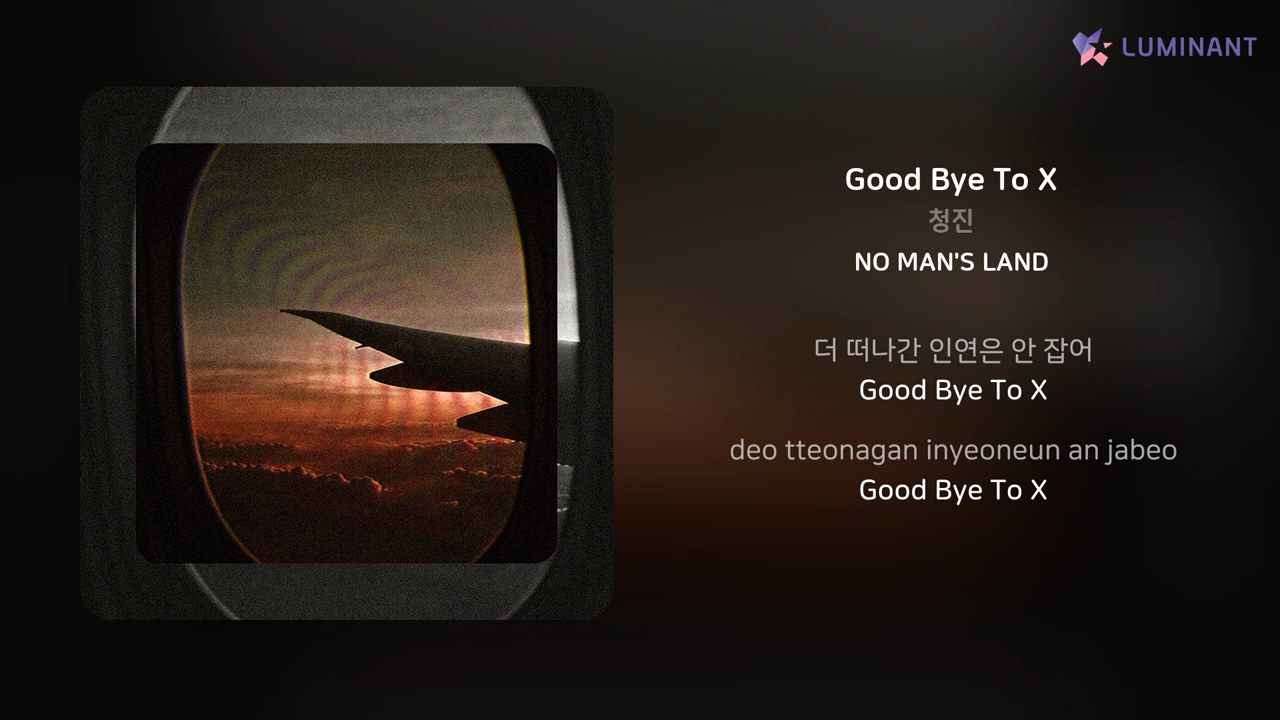 LUMINANT
Good Bye To X
청진
NO MAN'S LAND
더 떠나간 인연은 안 잡어
Good Bye To X
deo tteonagan inyeoneun an jabeo
Good Bye To X